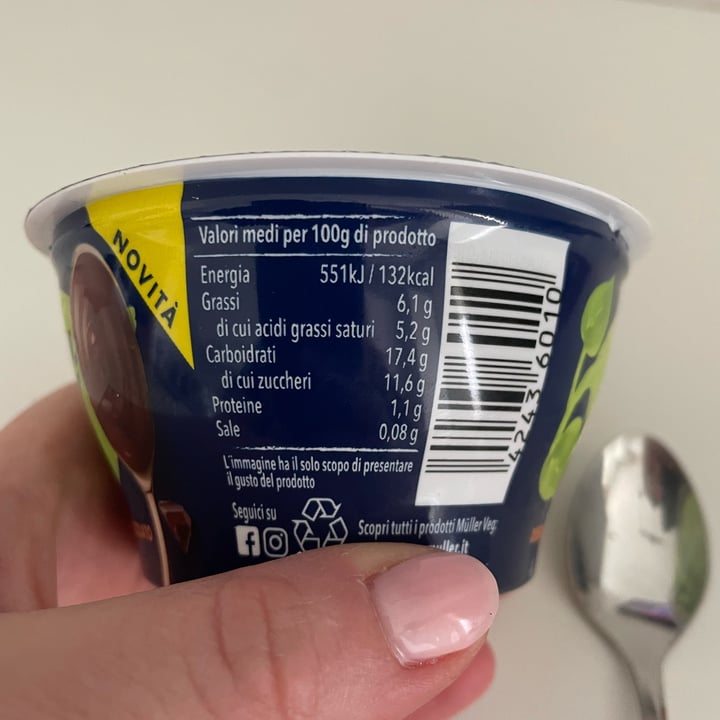 NOVITÀ
Valori medi per 100g di prodotto
Energia 551kJ / 132kcal
Grassi 6,1 g
di cui acidi grassi saturi 5,2 g
Carboidrati 17,4 g
di cui zuccheri 11,6 g
Proteine 1,1 g
Sale 0,08 g
L'immagine ha il solo scopo di presentare
il gusto del prodotto
Seguici su
Scopri tutti i prodotti Müller Veg:
uller.it
4243 6010